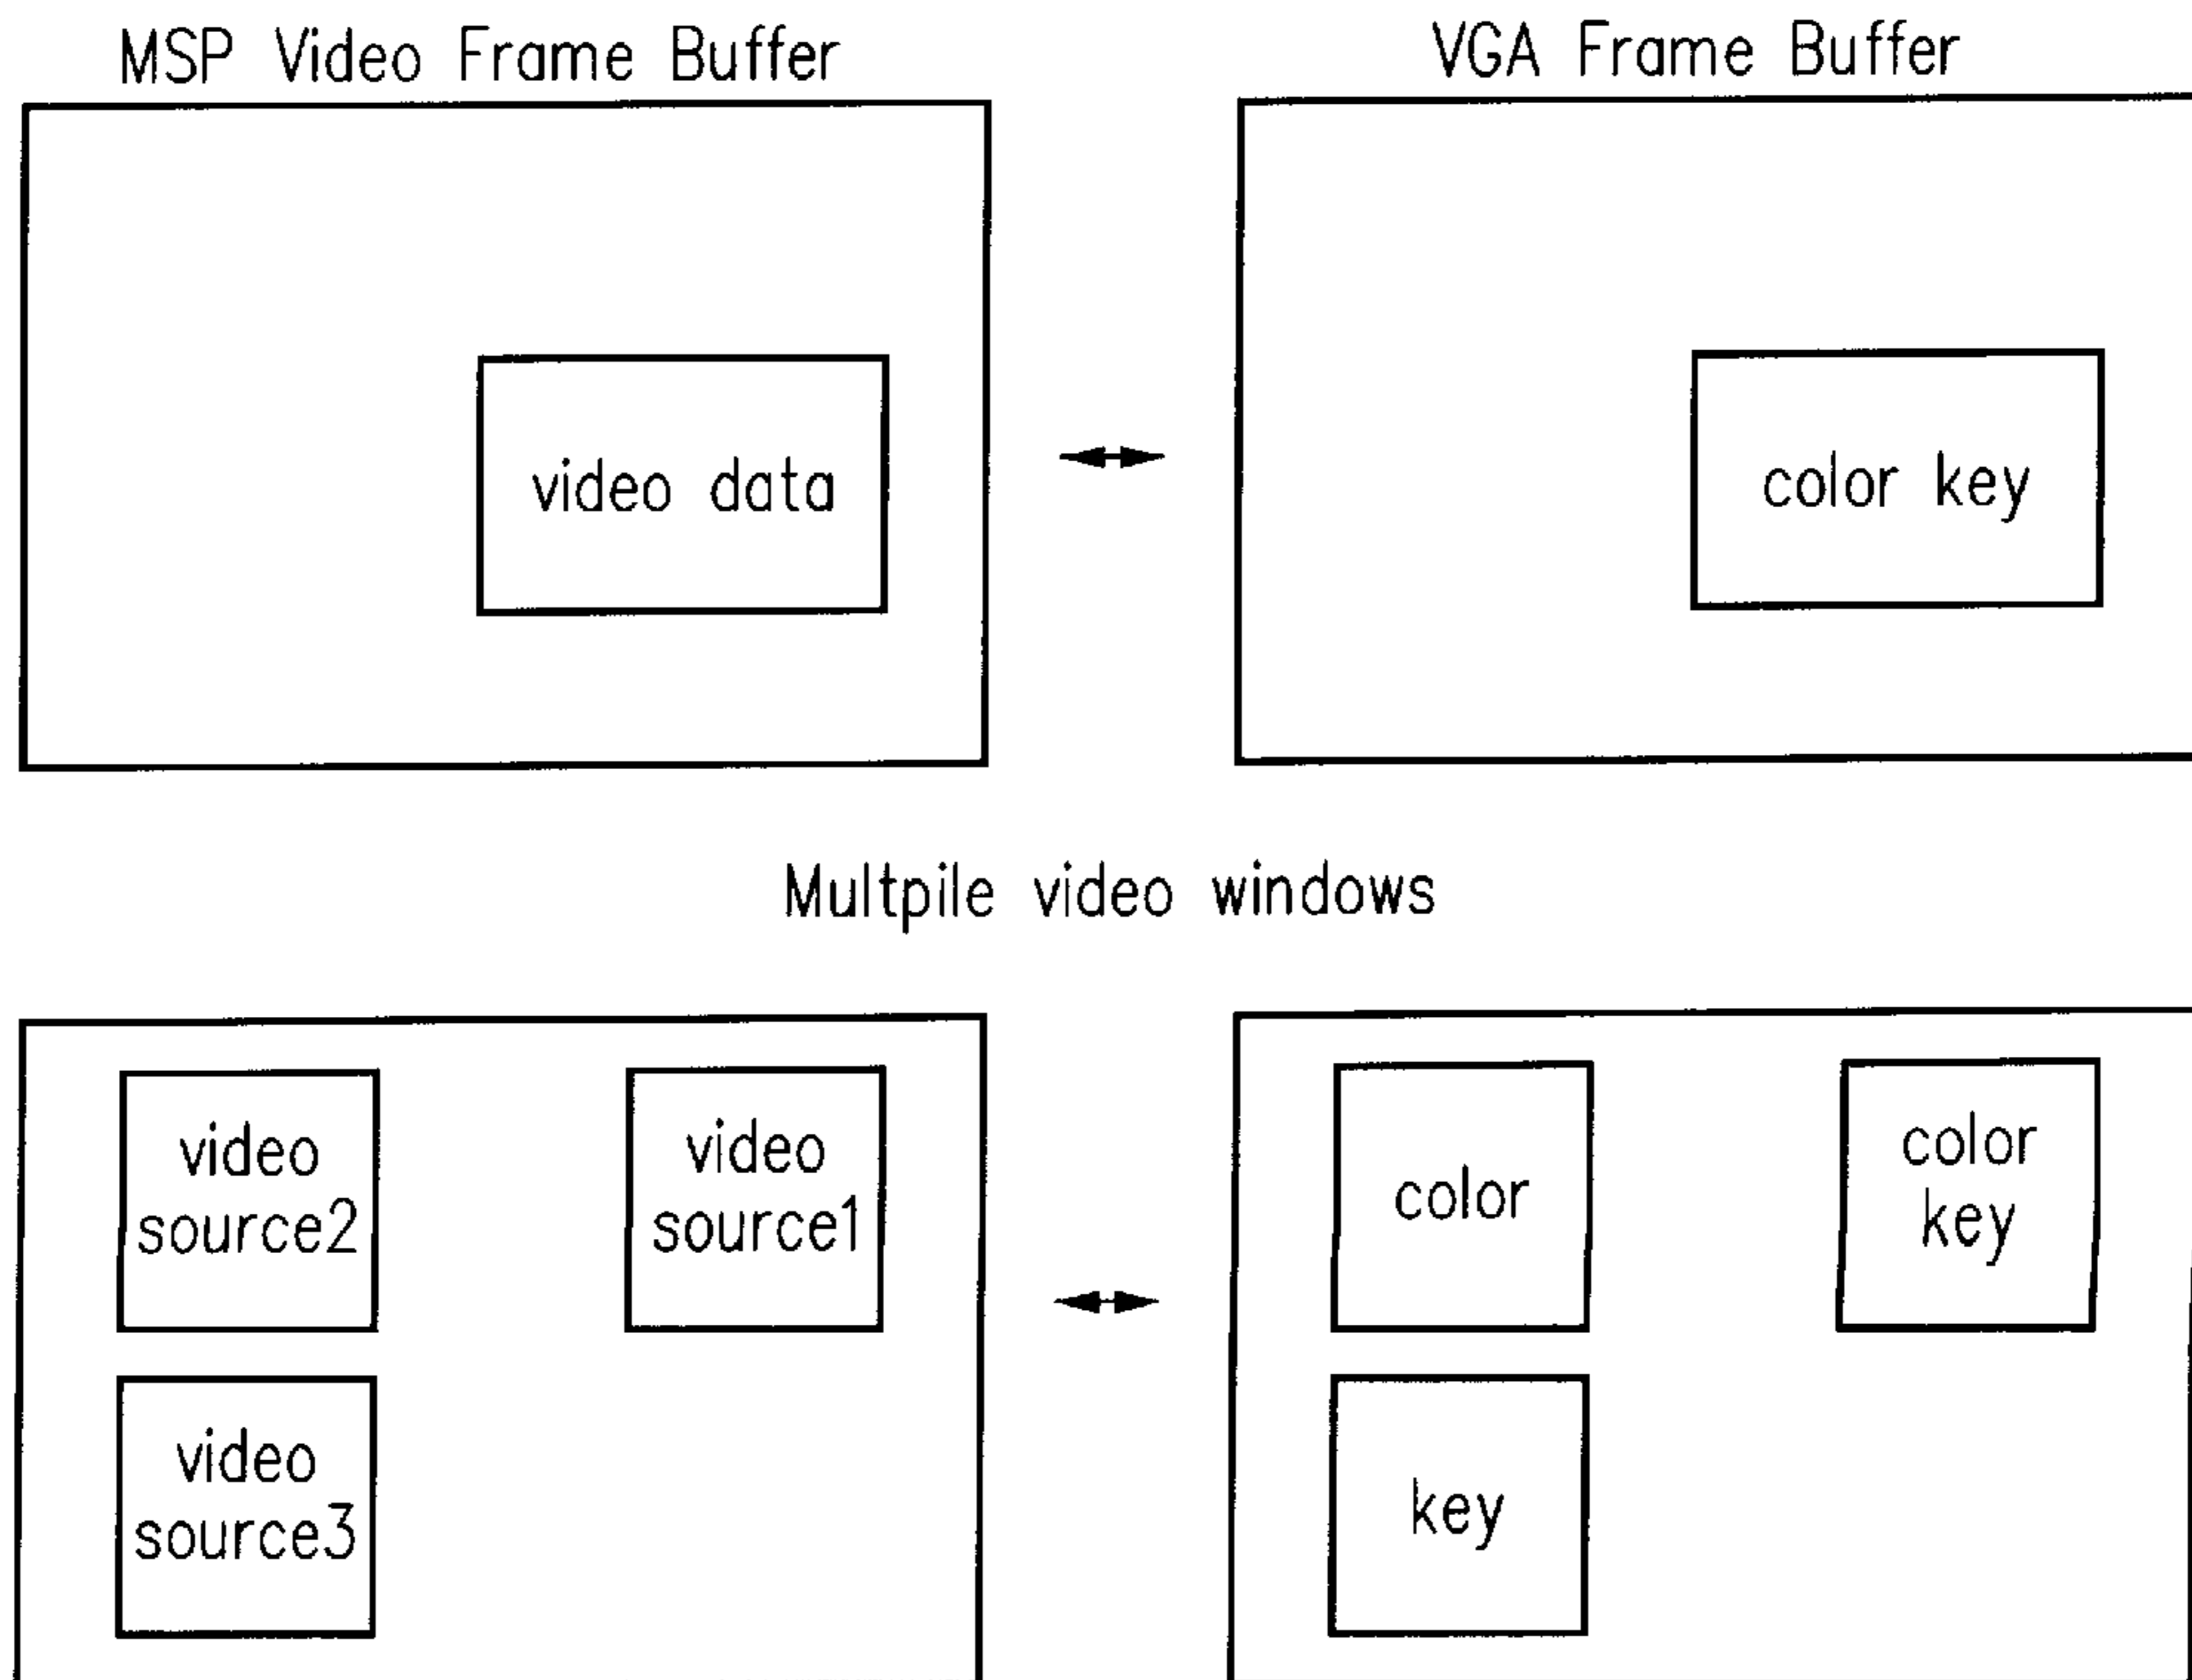 MSP Video Frame Buffer
VGA Frame Buffer
video data
color key
Multpile video windows
video
source2
video
source1
color
color
key
video
source3
key